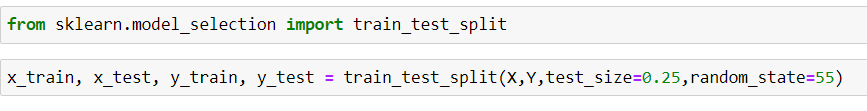 from sklearn.model_selection import train_test_split
x_train, x_test, y_train, y_test = train_test_split(X,Y,test_size=0.25,random_state=55)